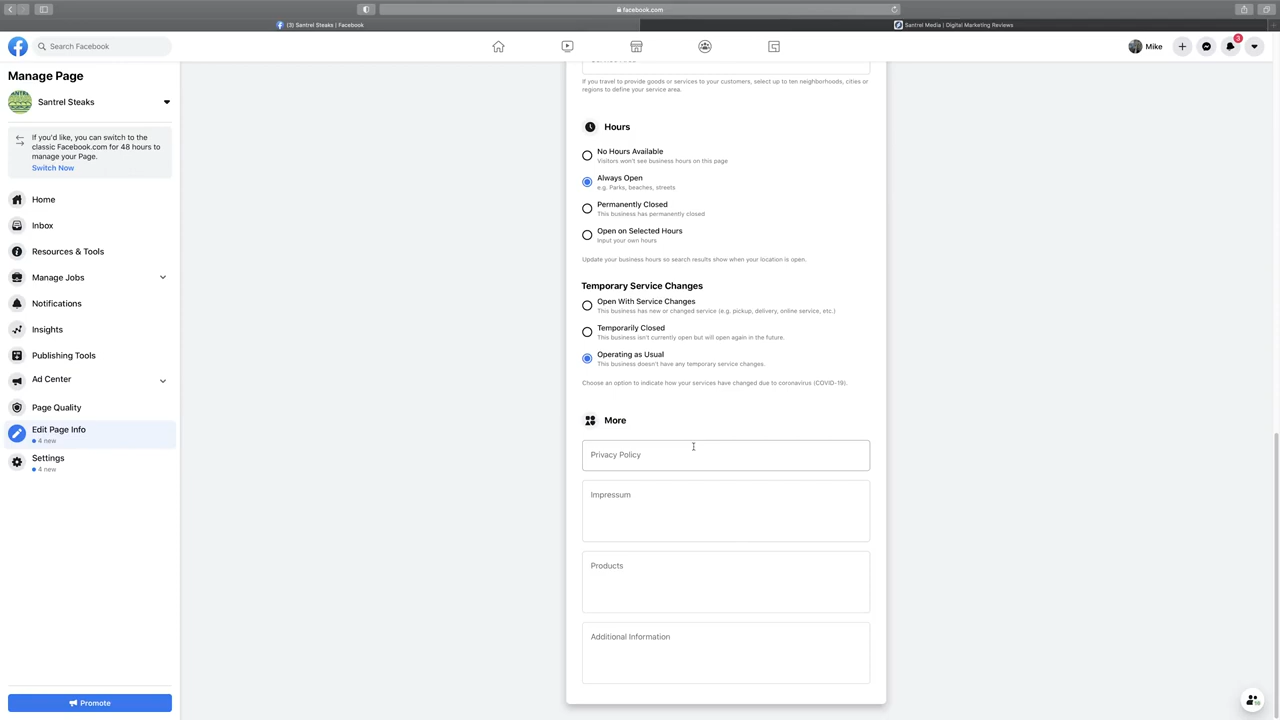 facebook.com
(3) Santrel Steaks | Facebook
Santrel Media | Digital Marketing Reviews
Search Facebook
Mike
3
Manage Page
Santrel Steaks
If you'd like, you can switch to the
classic Facebook.com for 48 hours to
manage your Page.
Switch Now
Home
Inbox
Resources & Tools
Manage Jobs
Notifications
Insights
Publishing Tools
Ad Center
Page Quality
Edit Page Info
4 new
Settings
4 new
Promote
If you travel to provide goods or services to your customers, select up to ten neighborhoods, cities or
regions to define your service area.
Hours
No Hours Available
Visitors won't see business hours on this page
Always Open
e.g. Parks, beaches, streets
Permanently Closed
This business has permanently closed
Open on Selected Hours
Input your own hours
Update your business hours so search results show when your location is open.
Temporary Service Changes
Open With Service Changes
This business has new or changed service (e.g, pickup, delivery, online service, etc.)
Temporarily Closed
This business isn't currently open but will open again in the future.
Operating as Usual
This business doesn't have any temporary service changes.
Choose an option to indicate how your services have changed due to coronavirus (COVID-19).
More
Privacy Policy
Impressum
Products
Additional Information